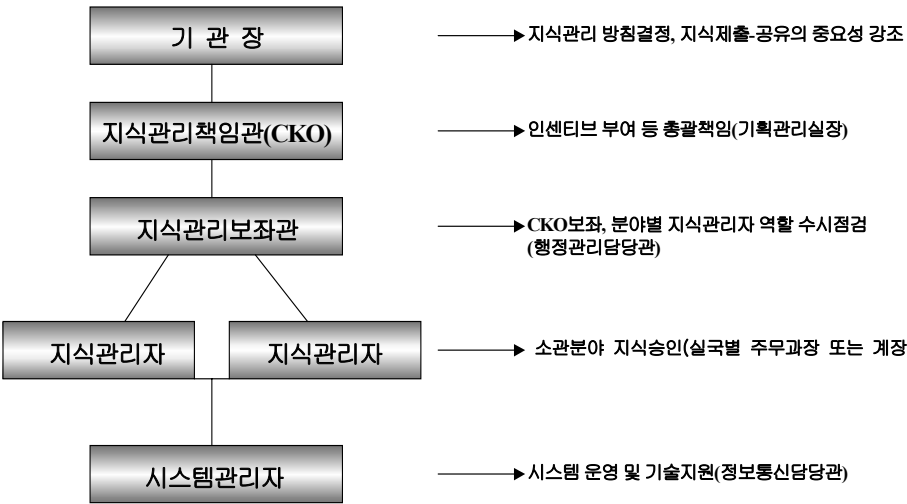 기 관 장
지식관리 방침결정, 지식제출-공유의 중요성 강조
지식관리책임관(CKO)
인센티브 부여 등 총괄책임(기획관리실장)
지식관리보좌관
CKO보좌, 분야별 지식관리자 역할 수시점검
(행정관리담당관)
지식관리자
지식관리자
소관분야 지식승인(실국별 주무과장 또는 계장
시스템관리자
시스템 운영 및 기술지원(정보통신담당관)